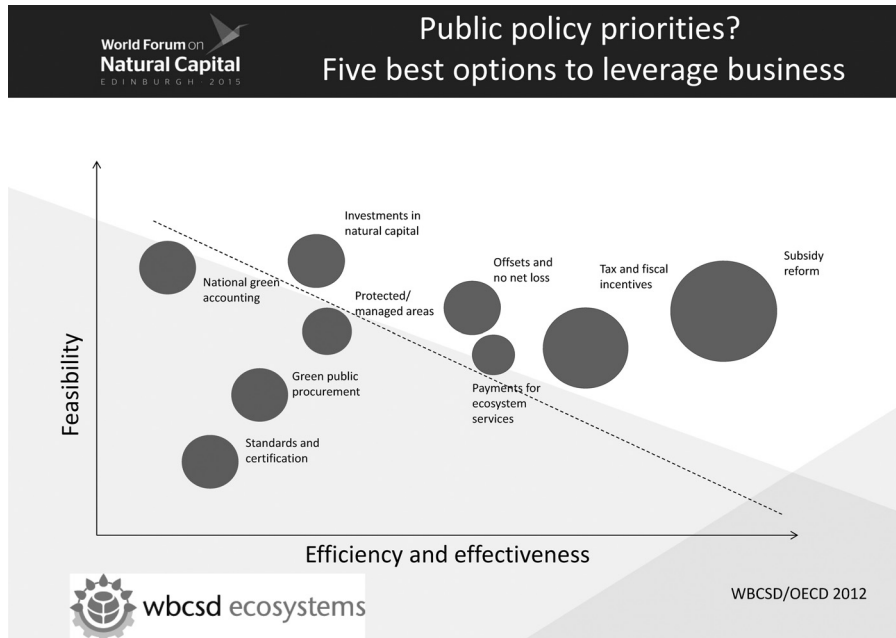 World Forum on
Natural Capital
EDINBURGH · 2015
Public policy priorities?
Five best options to leverage business
Feasibility
Investments in
natural capital
National green
accounting
Protected/
managed areas
Offsets and
no net loss
Tax and fiscal
incentives
Subsidy
reform
Green public
procurement
Payments for
ecosystem
services
Standards and
certification
Efficiency and effectiveness
wbcsd ecosystems
WBCSD/OECD 2012